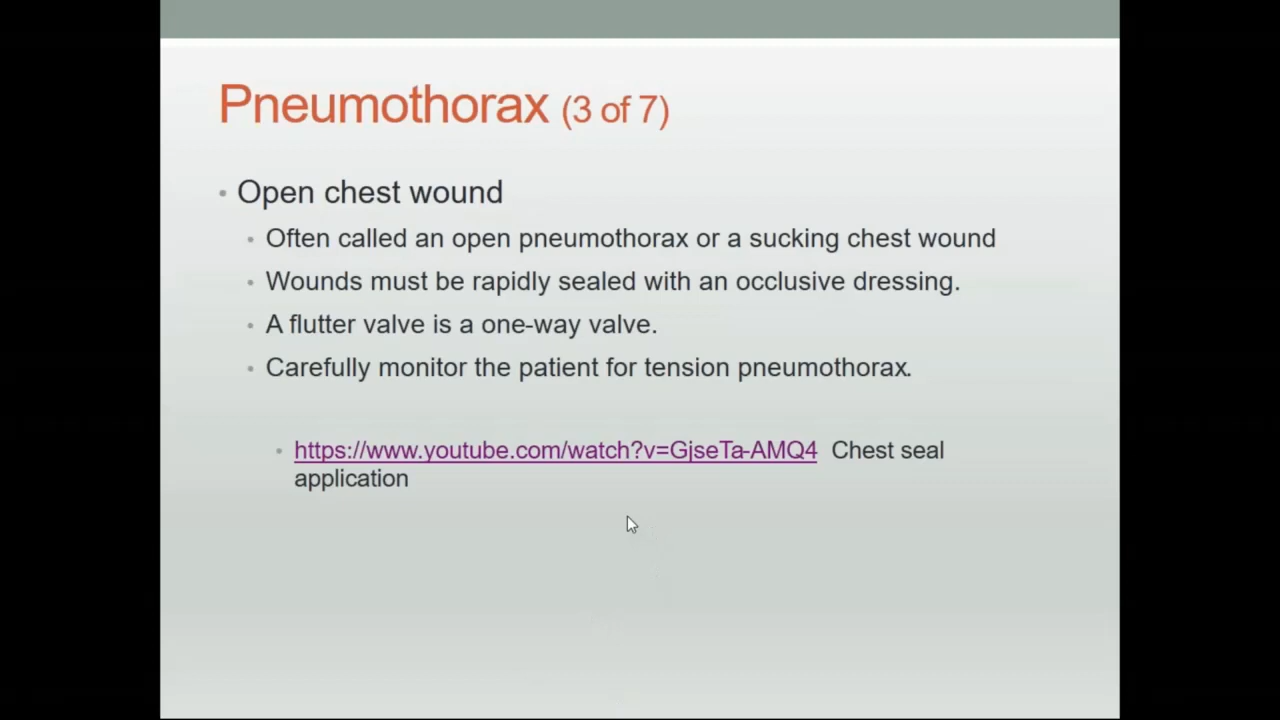 Pneumothorax (3 of 7)
• Open chest wound
• Often called an open pneumothorax or a sucking chest wound
• Wounds must be rapidly sealed with an occlusive dressing.
• A flutter valve is a one-way valve.
• Carefully monitor the patient for tension pneumothorax.
• https://www.youtube.com/watch?v=GjseTa-AMQ4 Chest seal
application